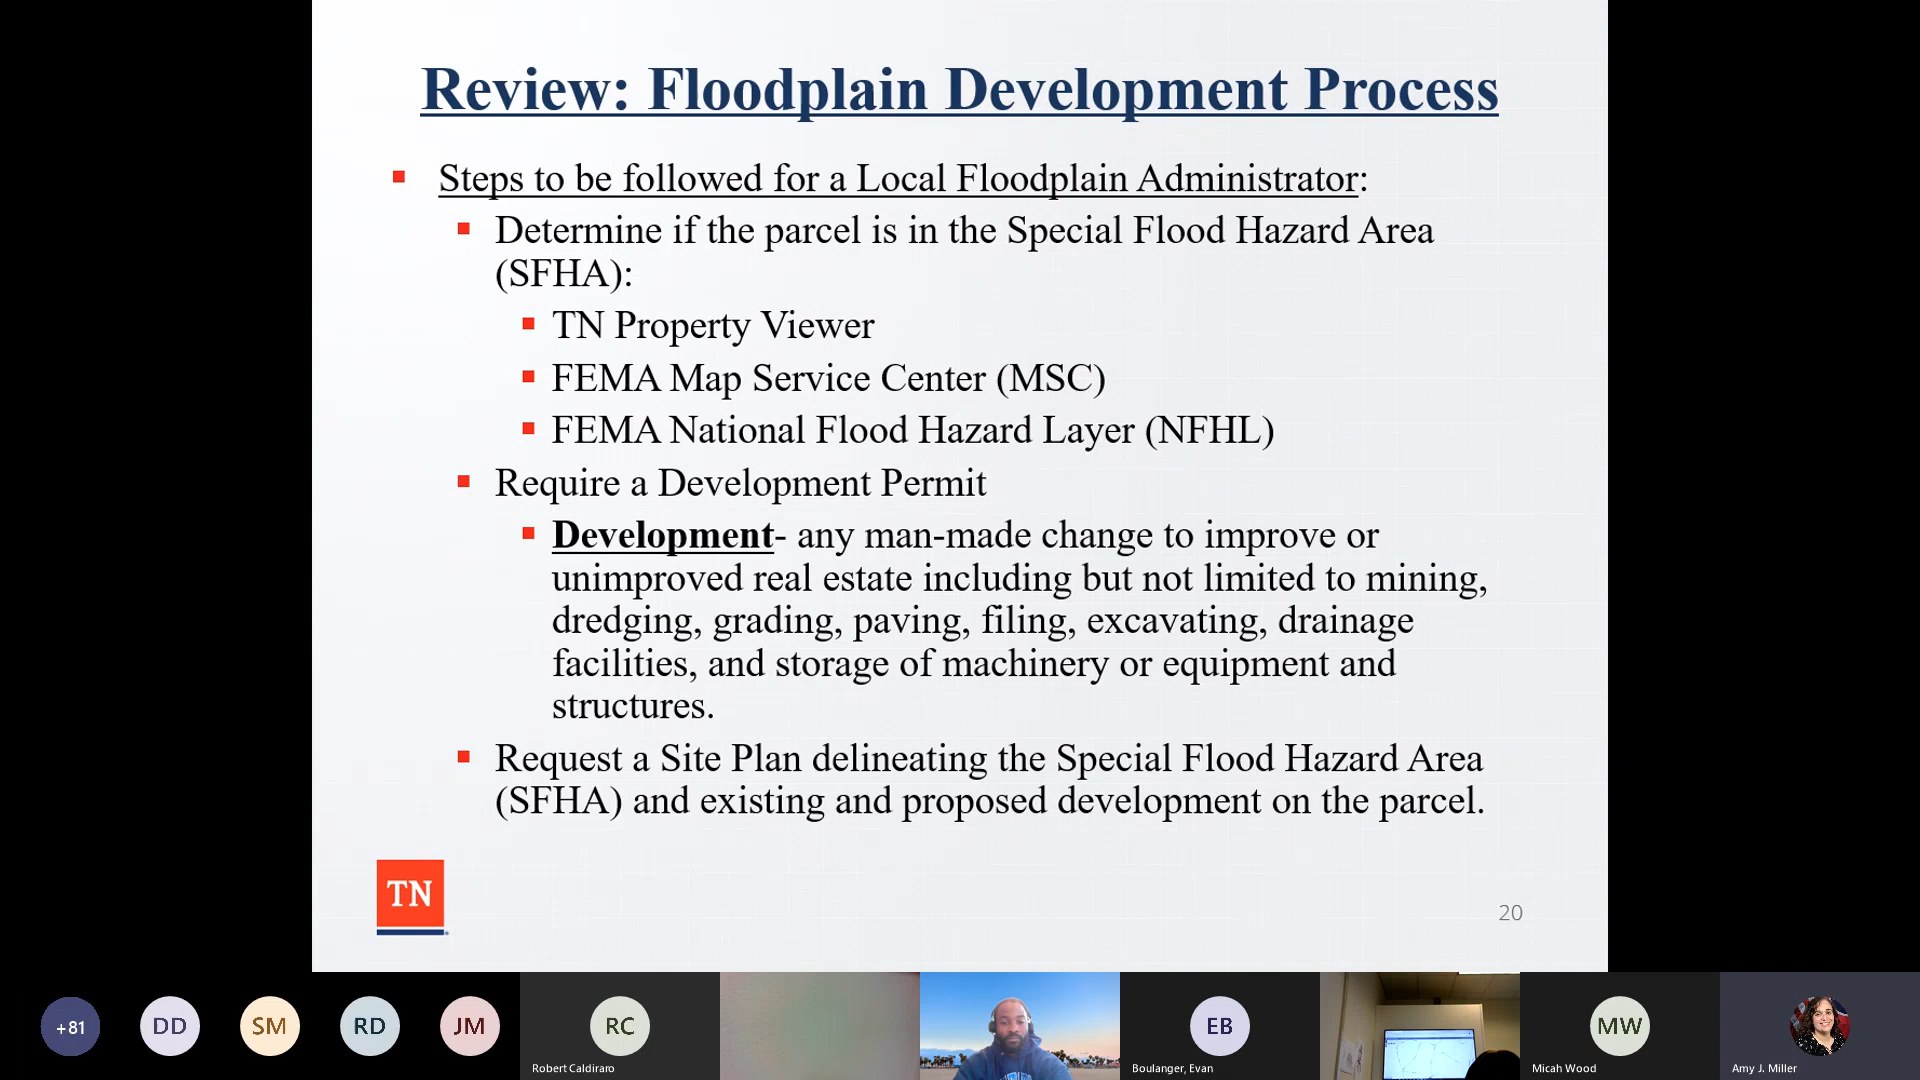 Review: Floodplain Development Process
Steps to be followed for a Local Floodplain Administrator:
Determine if the parcel is in the Special Flood Hazard Area
(SFHA):
TN Property Viewer
FEMA Map Service Center (MSC)
FEMA National Flood Hazard Layer (NFHL)
Require a Development Permit
Development- any man-made change to improve or
unimproved real estate including but not limited to mining,
dredging, grading, paving, filing, excavating, drainage
facilities, and storage of machinery or equipment and
structures.
Request a Site Plan delineating the Special Flood Hazard Area
(SFHA) and existing and proposed development on the parcel.
TN
20
+81
DD
SM
RD
JM
RC
Robert Caldiraro
EB
Boulanger, Evan
MW
Micah Wood
Amy J. Miller